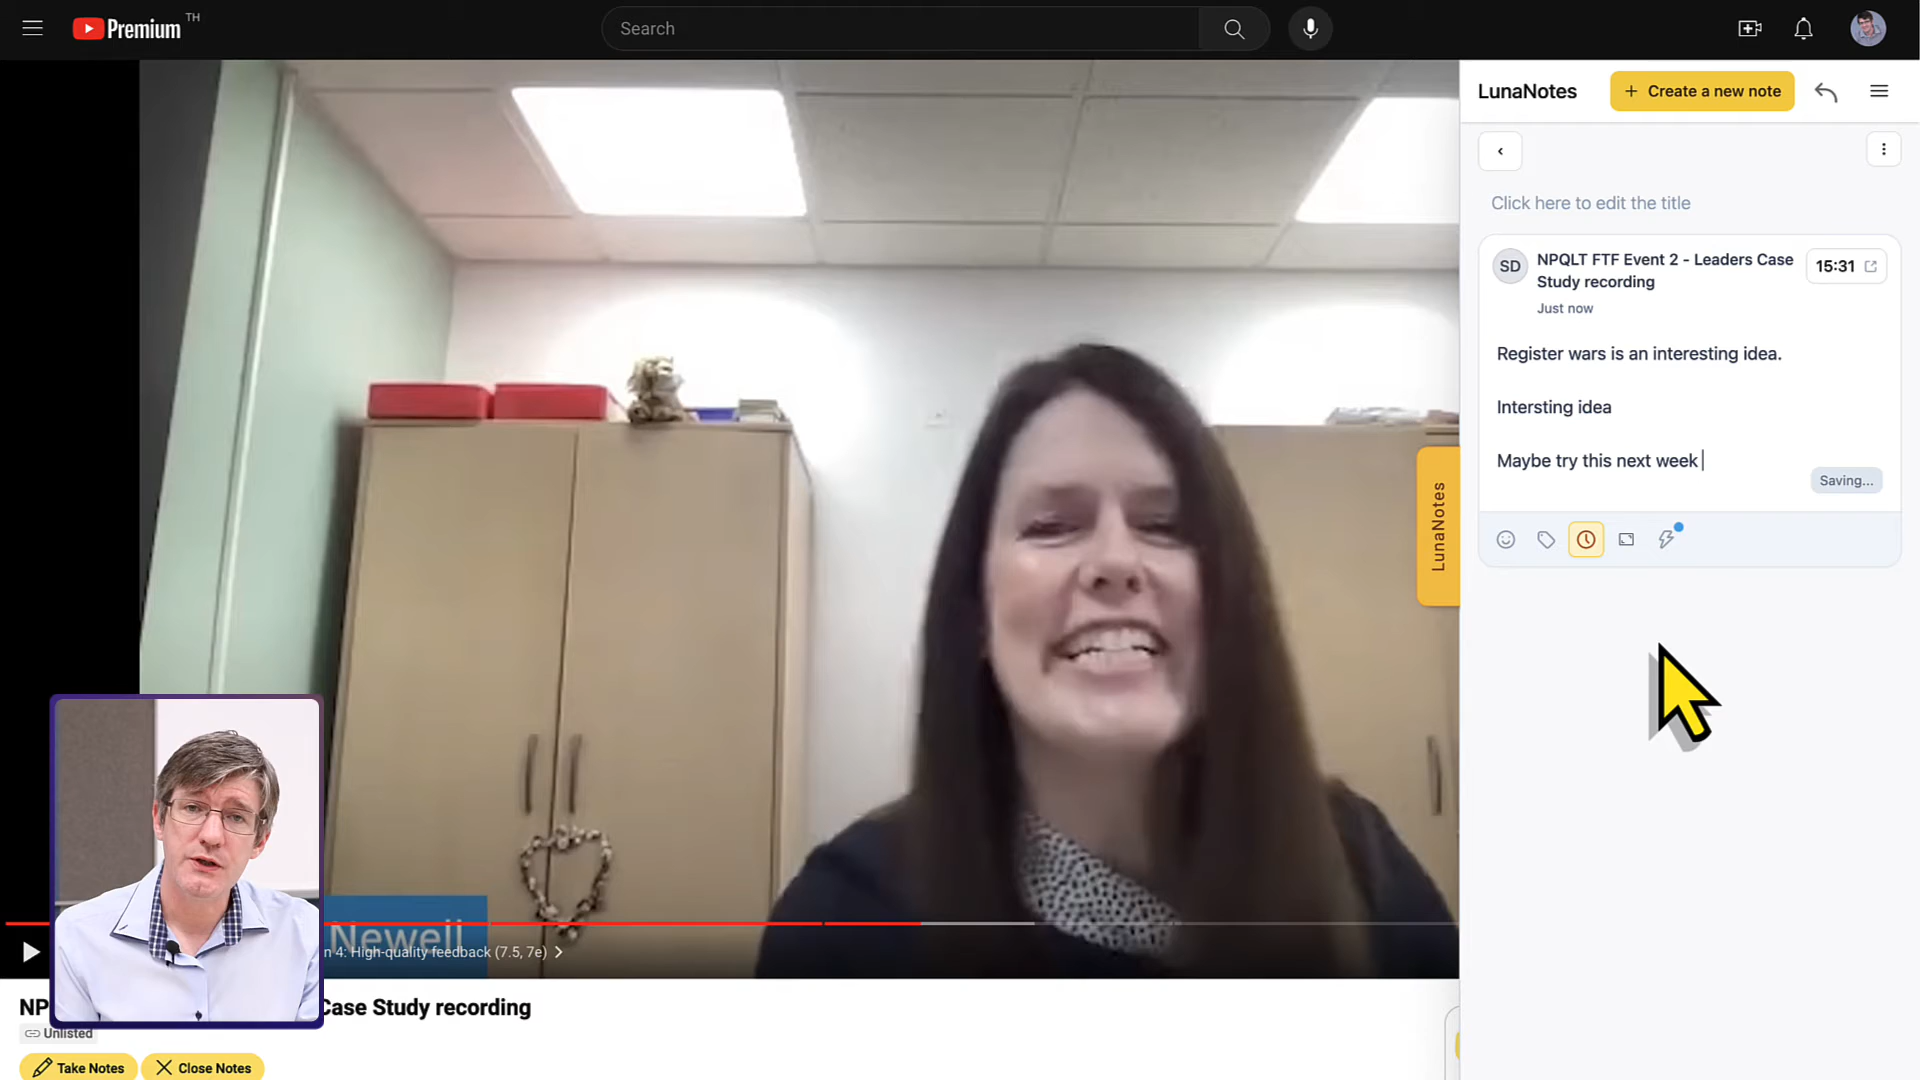 Premium TH
Search
LunaNotes
+ Create a new note
Click here to edit the title
SD
NPQLT FTF Event 2 - Leaders Case
Study recording
15:31
Just now
Register wars is an interesting idea.
Intersting idea
Maybe try this next week
Saving...
LunaNotes
Newell
n 4: High-quality feedback (7.5, 7e)
NP
Case Study recording
Unlisted
Take Notes
Close Notes